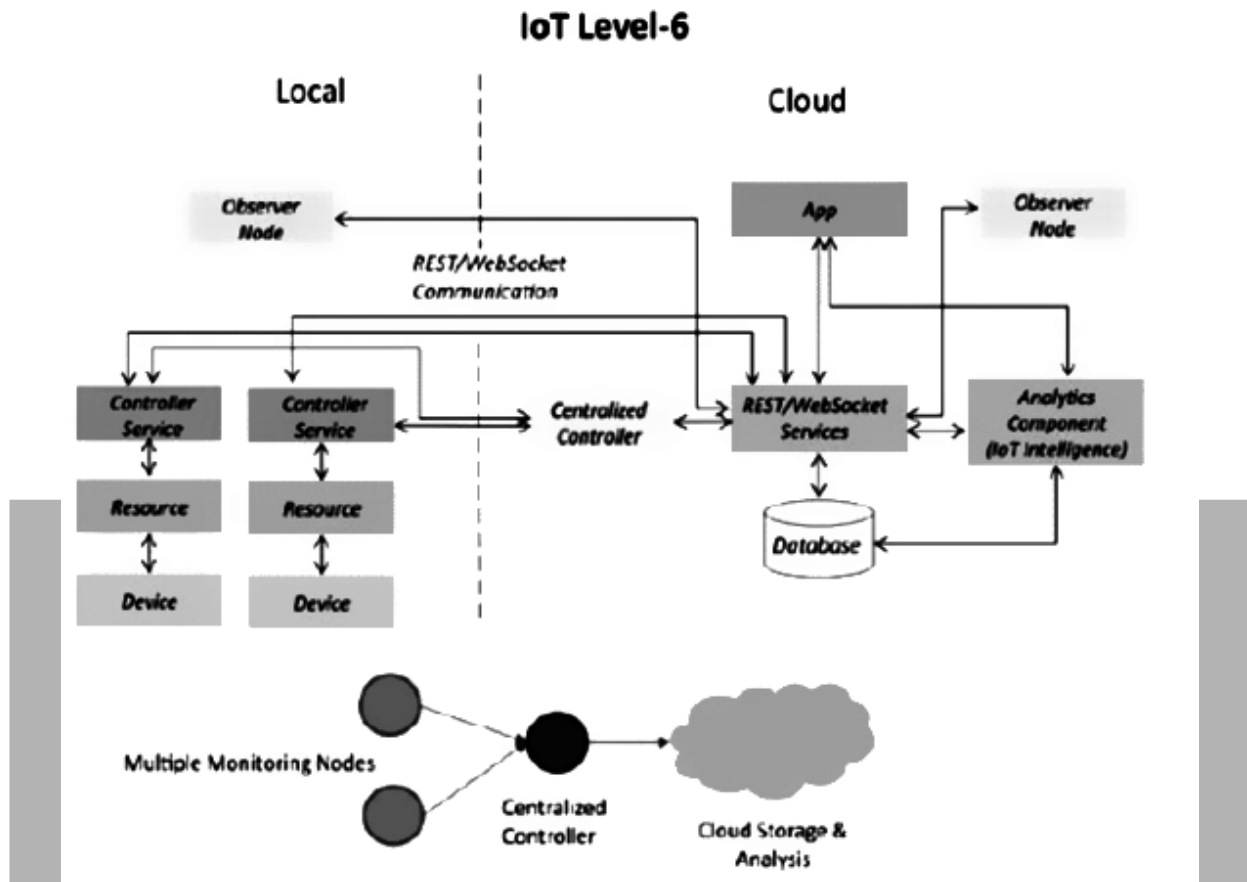 IoT Level-6
Local
Cloud
Observer
Node
App
Observer
Node
REST/WebSocket
Communication
Controller
Service
Controller
Service
Centralized
Controller
REST/WebSocket
Services
Analytics
Component
(IoT Intelligence)
Resource
Resource
Database
Device
Device
Multiple Monitoring Nodes
Centralized
Controller
Cloud Storage &
Analysis